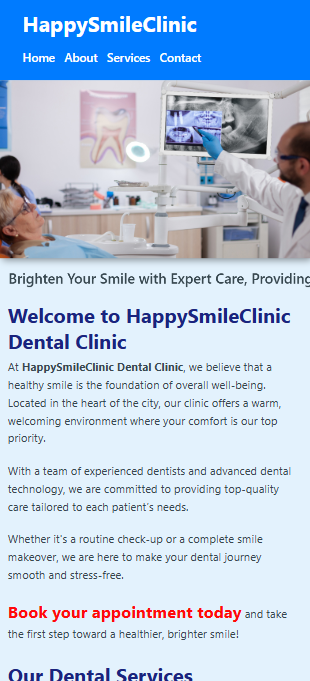 HappySmileClinic
Home About Services Contact
Brighten Your Smile with Expert Care, Providing
Welcome to HappySmileClinic
Dental Clinic
At HappySmileClinic Dental Clinic, we believe that a
healthy smile is the foundation of overall well-being.
Located in the heart of the city, our clinic offers a warm,
welcoming environment where your comfort is our top
priority.
With a team of experienced dentists and advanced dental
technology, we are committed to providing top-quality
care tailored to each patient's needs.
Whether it's a routine check-up or a complete smile
makeover, we are here to make your dental journey
smooth and stress-free.
Book your appointment today and take
the first step toward a healthier, brighter smile!
Our Dental Services